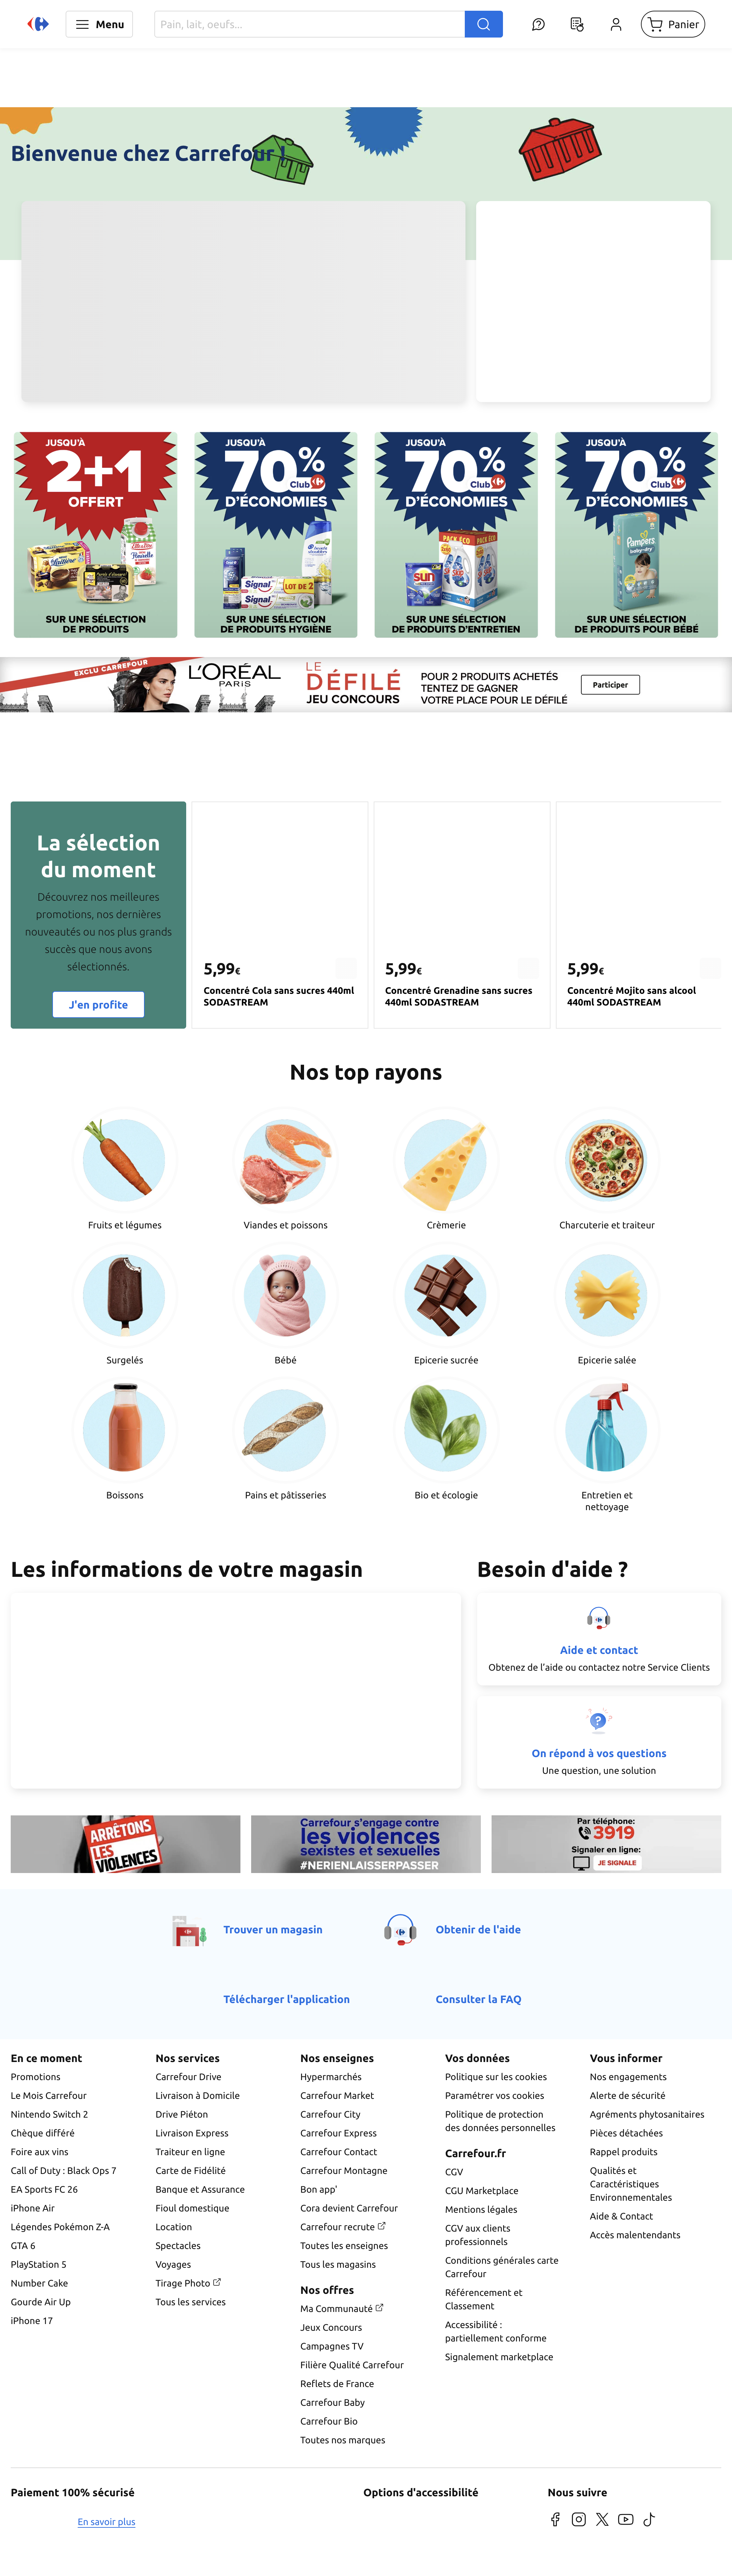 Menu
Pain, lait, oeufs...
Panier
Bienvenue chez Carrefour !
JUSQU'À
2+1
OFFERT
SUR UNE SÉLECTION
DE PRODUITS
JUSQU'À
70%
Club
D'ÉCONOMIES
Signal
Signal
LOT DE 2
SUR UNE SÉLECTION
DE PRODUITS HYGIÈNE
JUSQU'À
70%
Club
D'ÉCONOMIES
PACK ÉCO
sun
SUR UNE SÉLECTION
DE PRODUITS D'ENTRETIEN
JUSQU'À
70%
Club
D'ÉCONOMIES
Pampers
baby-dry
SUR UNE SÉLECTION
DE PRODUITS POUR BÉBÉ
EXCLU CARREFOUR
L'ORÉAL
PARIS
LE
DÉFILÉ
JEU CONCOURS
POUR 2 PRODUITS ACHETÉS
TENTEZ DE GAGNER
VOTRE PLACE POUR LE DÉFILÉ
Participer
La sélection
du moment
Découvrez nos meilleures
promotions, nos dernières
nouveautés ou nos plus grands
succès que nous avons
sélectionnés.
J'en profite
5,99€
Concentré Cola sans sucres 440ml
SODASTREAM
5,99€
Concentré Grenadine sans sucres
440ml SODASTREAM
5,99€
Concentré Mojito sans alcool
440ml SODASTREAM
Nos top rayons
Fruits et légumes
Viandes et poissons
Crèmerie
Charcuterie et traiteur
Surgelés
Bébé
Epicerie sucrée
Epicerie salée
Boissons
Pains et pâtisseries
Bio et écologie
Entretien et
nettoyage
Les informations de votre magasin
Besoin d'aide ?
Aide et contact
Obtenez de l'aide ou contactez notre Service Clients
On répond à vos questions
Une question, une solution
ARRÊTONS
LES
VIOLENCES
Carrefour s'engage contre
les violences
sexistes et sexuelles
#NERIENLAISSERPASSER
Par téléphone:
3919
Signaler en ligne:
JE SIGNALE
Trouver un magasin
Obtenir de l'aide
Télécharger l'application
Consulter la FAQ
En ce moment
Promotions
Le Mois Carrefour
Nintendo Switch 2
Chèque différé
Foire aux vins
Call of Duty : Black Ops 7
EA Sports FC 26
iPhone Air
Légendes Pokémon Z-A
GTA 6
PlayStation 5
Number Cake
Gourde Air Up
iPhone 17
Nos services
Carrefour Drive
Livraison à Domicile
Drive Piéton
Livraison Express
Traiteur en ligne
Carte de Fidélité
Banque et Assurance
Fioul domestique
Location
Spectacles
Voyages
Tirage Photo
Tous les services
Nos enseignes
Hypermarchés
Carrefour Market
Carrefour City
Carrefour Express
Carrefour Contact
Carrefour Montagne
Bon app'
Cora devient Carrefour
Carrefour recrute
Toutes les enseignes
Tous les magasins
Nos offres
Ma Communauté
Jeux Concours
Campagnes TV
Filière Qualité Carrefour
Reflets de France
Carrefour Baby
Carrefour Bio
Toutes nos marques
Vos données
Politique sur les cookies
Paramétrer vos cookies
Politique de protection
des données personnelles
Carrefour.fr
CGV
CGU Marketplace
Mentions légales
CGV aux clients
professionnels
Conditions générales carte
Carrefour
Référencement et
Classement
Accessibilité :
partiellement conforme
Signalement marketplace
Vous informer
Nos engagements
Alerte de sécurité
Agréments phytosanitaires
Pièces détachées
Rappel produits
Qualités et
Caractéristiques
Environnementales
Aide & Contact
Accès malentendants
Paiement 100% sécurisé
En savoir plus
Options d'accessibilité
Nous suivre